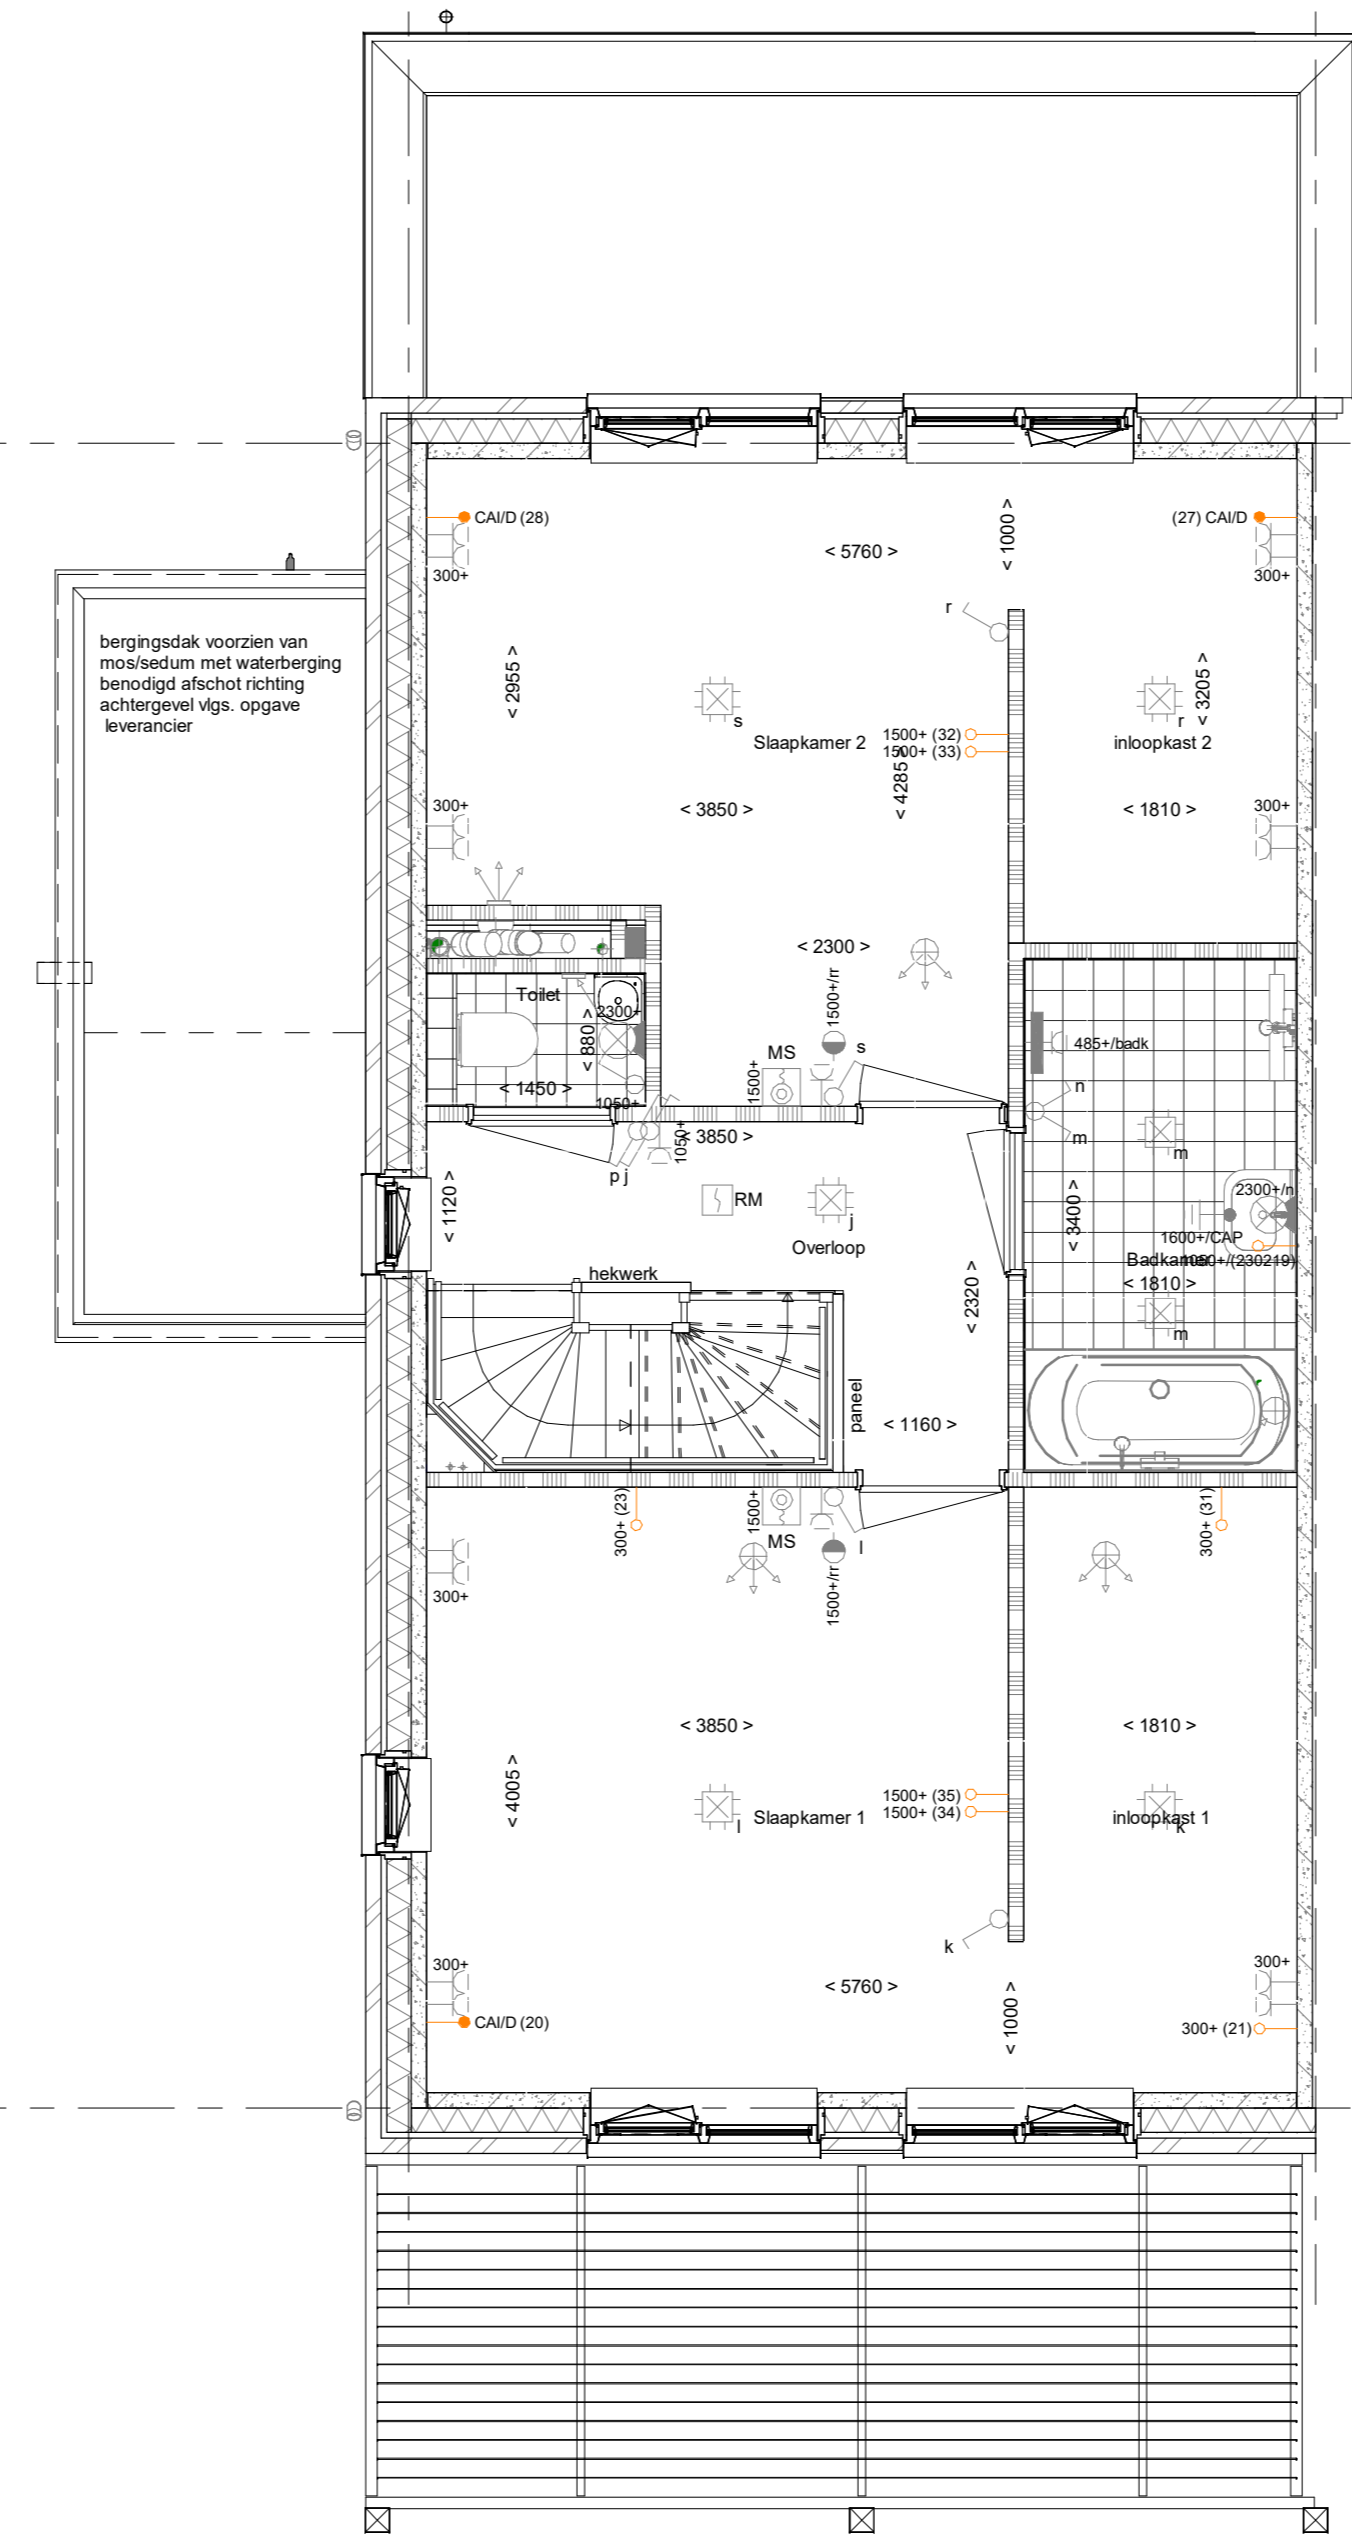 CAI/D (28)
(27) CAI/D
< 5760 >
< 1000 >
300+
300+
r
bergingsdak voorzien van
mos/sedum met waterberging
benodigd afschot richting
achtergevel vlgs. opgave
leverancier
< 2955 >
< 3205 >
s
r
Slaapkamer 2
1500+ (32)
1500+ (33)
inloopkast 2
< 4285 >
300+
< 3850 >
< 1810 >
300+
< 2300 >
1500+/rr
Toilet
2300+
< 880 >
MS
s
485+/badk
1500+
n
< 1450 >
1050+
m
< 3850 >
1050+
m
p j
RM
j
< 1120 >
Overloop
< 3400 >
2300+/n
1600+/CAP
Badkamer
1050+/(230219)
hekwerk
< 1810 >
< 2320 >
m
paneel
< 1160 >
300+ (23)
1500+
MS
l
1500+/rr
300+ (31)
300+
< 3850 >
< 1810 >
< 4005 >
1500+ (35)
1500+ (34)
l
Slaapkamer 1
inloopkast 1
k
k
300+
300+
< 5760 >
< 1000 >
CAI/D (20)
300+ (21)